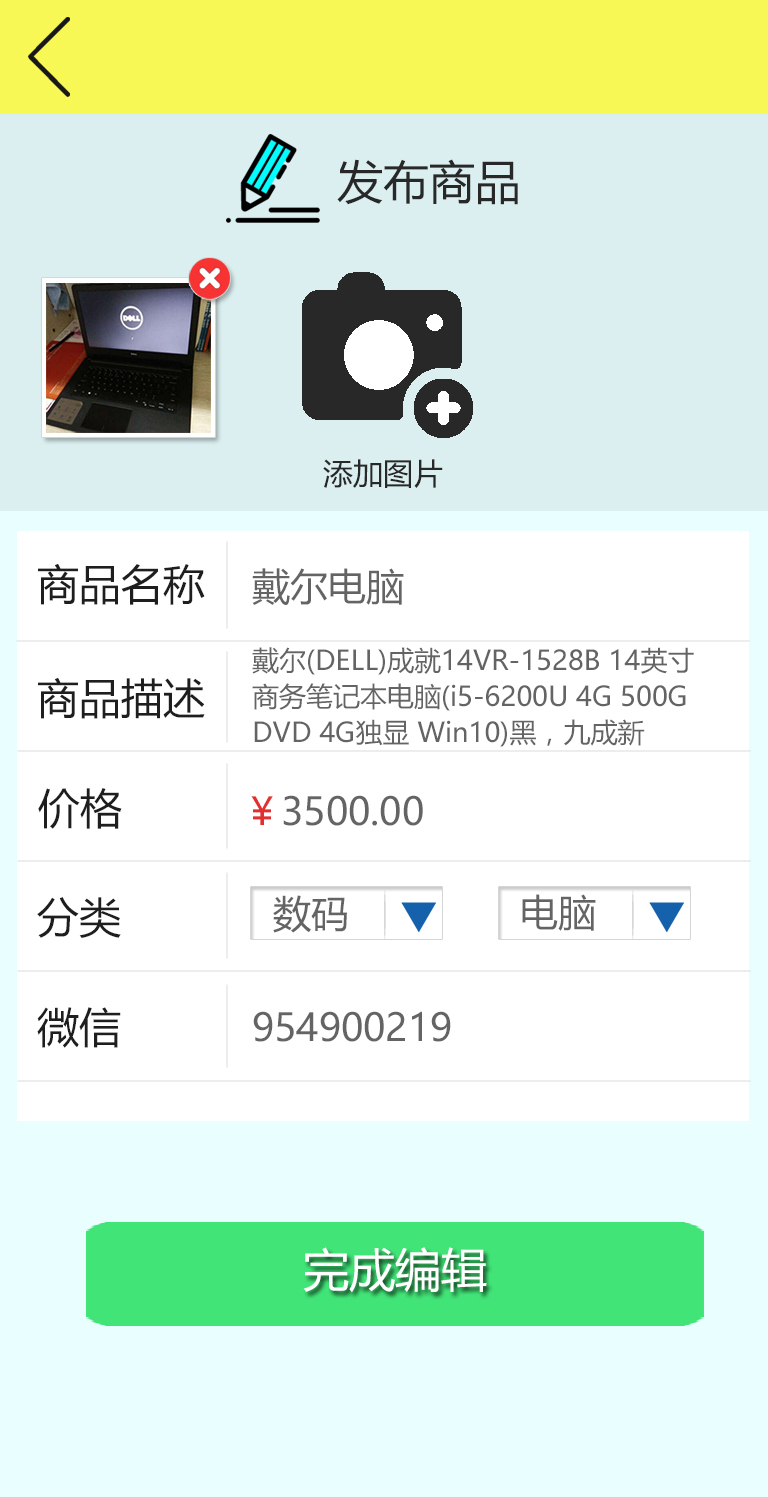 发布商品
DELL
添加图片
商品名称 戴尔电脑
商品描述
戴尔(DELL)成就14VR-1528B 14英寸
商务笔记本电脑(i5-6200U 4G 500G
DVD 4G独显 Win10)黑，九成新
价格 ¥ 3500.00
分类 数码 电脑
微信 954900219
完成编辑